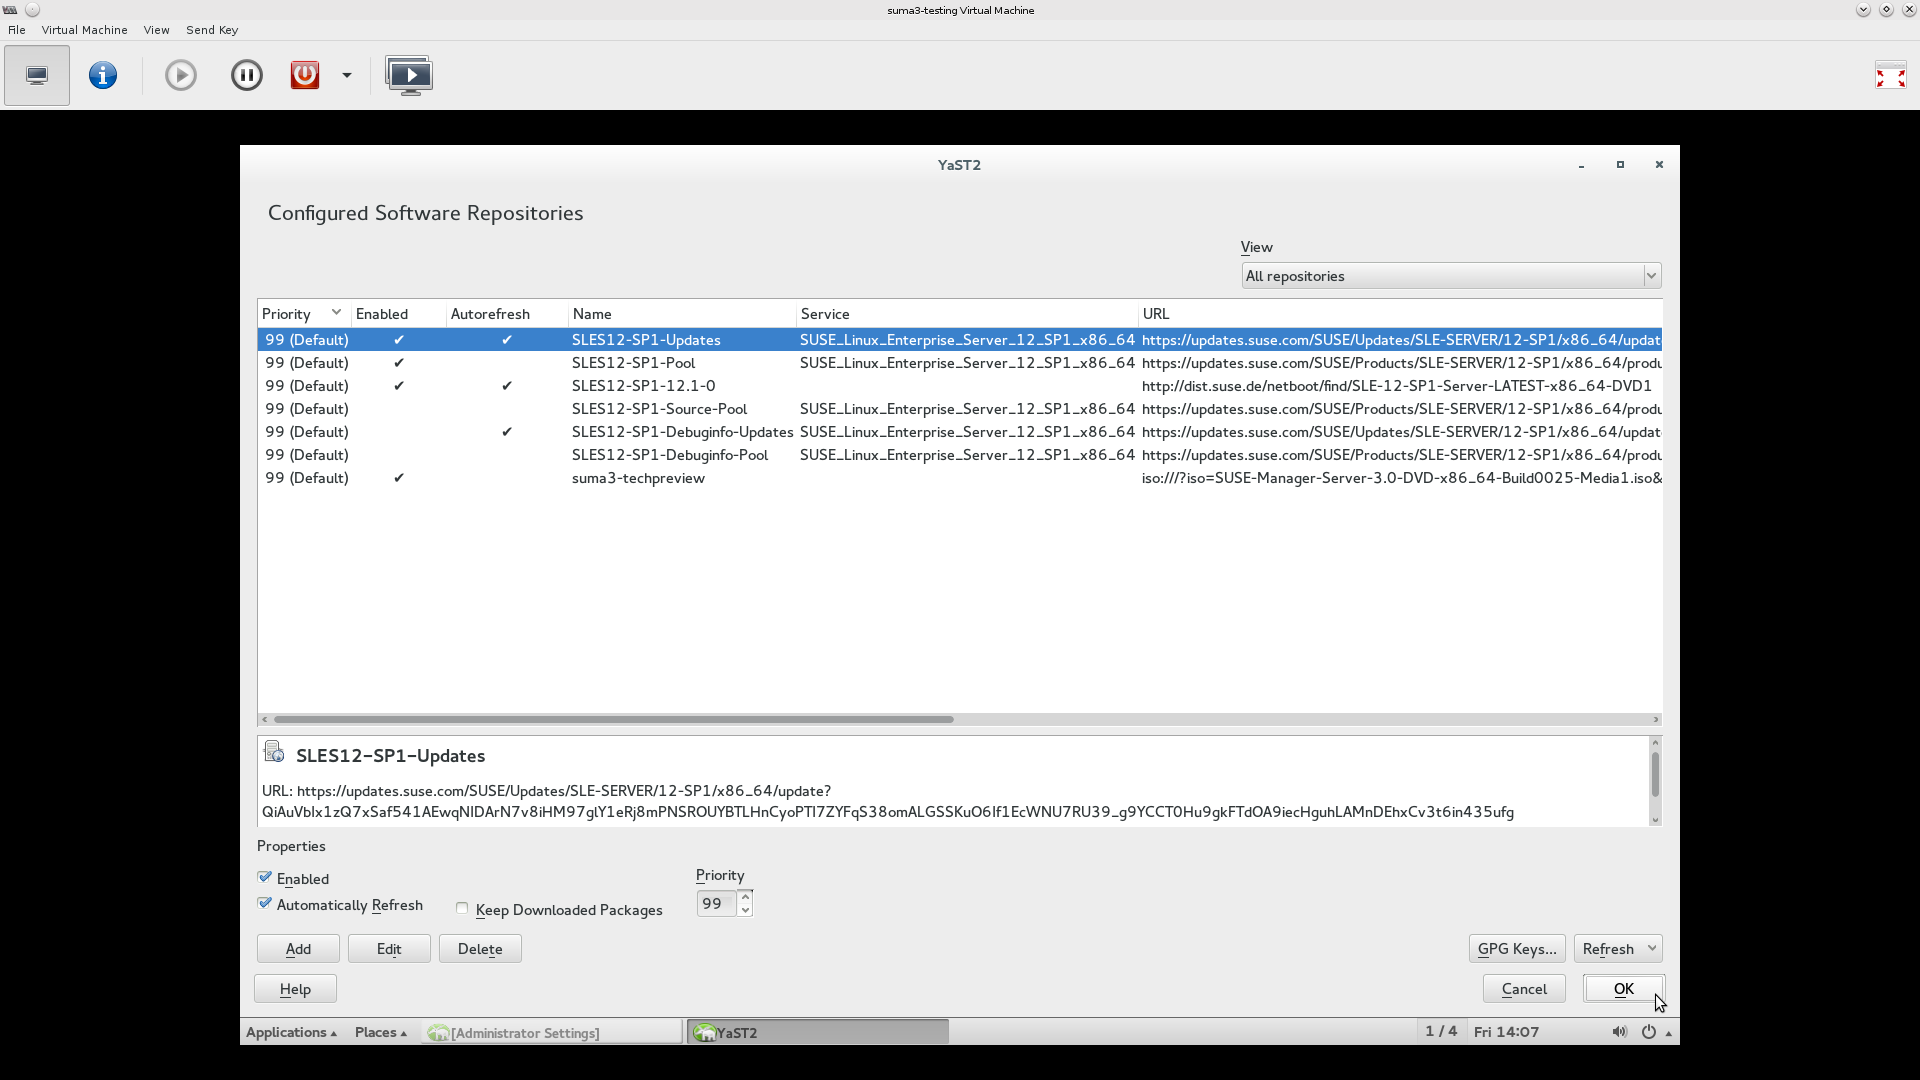 suma3-testing Virtual Machine
File Virtual Machine View Send Key
YaST2
Configured Software Repositories
View
All repositories
Priority Enabled Autorefresh Name Service URL
99 (Default) ✔ ✔ SLES12-SP1-Updates SUSE_Linux_Enterprise_Server_12_SP1_x86_64 https://updates.suse.com/SUSE/Updates/SLE-SERVER/12-SP1/x86_64/updat
99 (Default) ✔ SLES12-SP1-Pool SUSE_Linux_Enterprise_Server_12_SP1_x86_64 https://updates.suse.com/SUSE/Products/SLE-SERVER/12-SP1/x86_64/produ
99 (Default) ✔ ✔ SLES12-SP1-12.1-0 http://dist.suse.de/netboot/find/SLE-12-SP1-Server-LATEST-x86_64-DVD1
99 (Default) SLES12-SP1-Source-Pool SUSE_Linux_Enterprise_Server_12_SP1_x86_64 https://updates.suse.com/SUSE/Products/SLE-SERVER/12-SP1/x86_64/produ
99 (Default) ✔ SLES12-SP1-Debuginfo-Updates SUSE_Linux_Enterprise_Server_12_SP1_x86_64 https://updates.suse.com/SUSE/Updates/SLE-SERVER/12-SP1/x86_64/updat
99 (Default) SLES12-SP1-Debuginfo-Pool SUSE_Linux_Enterprise_Server_12_SP1_x86_64 https://updates.suse.com/SUSE/Products/SLE-SERVER/12-SP1/x86_64/produ
99 (Default) ✔ suma3-techpreview iso:///?iso=SUSE-Manager-Server-3.0-DVD-x86_64-Build0025-Media1.iso&
SLES12-SP1-Updates
URL: https://updates.suse.com/SUSE/Updates/SLE-SERVER/12-SP1/x86_64/update?
QiAuVbIx1zQ7xSaf541AEwqNIDArN7v8iHM97glY1eRj8mPNSROUYBTLHnCyoPTI7ZYFqS38omALGSSKuO6If1EcWNU7RU39_g9YCCT0Hu9gkFTdOA9iecHguhLAMnDEhxCv3t6in435ufg
Properties
Enabled
Automatically Refresh
Keep Downloaded Packages
Priority
99
Add Edit Delete GPG Keys... Refresh
Help Cancel OK
Applications Places [Administrator Settings] YaST2 1 / 4 Fri 14:07